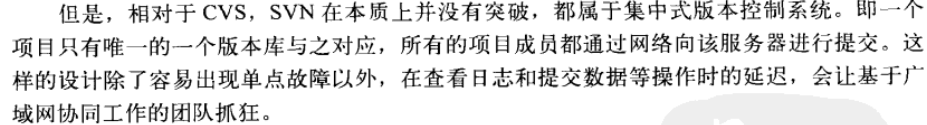 但是，相对于 CVS，SVN 在本质上并没有突破，都属于集中式版本控制系统。即一个
项目只有唯一的一个版本库与之对应，所有的项目成员都通过网络向该服务器进行提交。这
样的设计除了容易出现单点故障以外，在查看日志和提交数据等操作时的延迟，会让基于广
域网协同工作的团队抓狂。